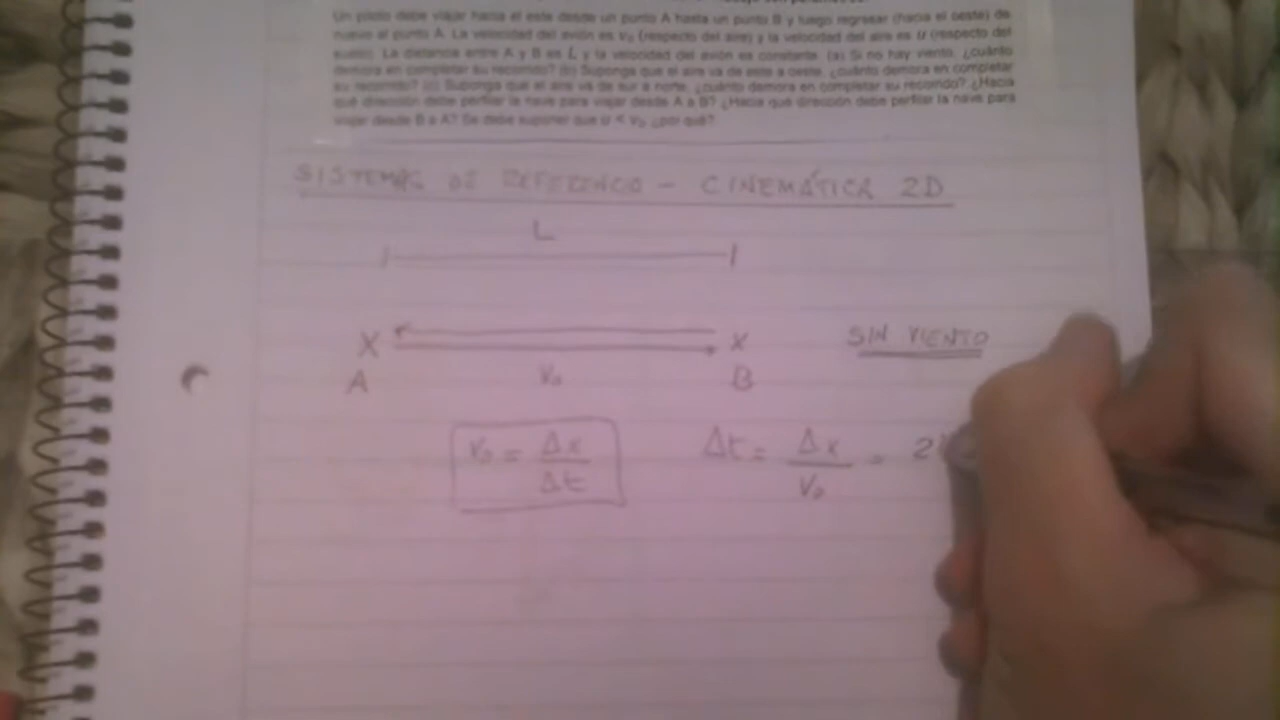 Un piloto debe viajar hacia el este desde un punto A hasta un punto B y luego regresar (hacia el oeste) de
nuevo al punto A. La velocidad del avión es v₀ (respecto del aire) y la velocidad del aire es u (respecto del
suelo). La distancia entre A y B es L y la velocidad del avión es constante. (a) Si no hay viento. ¿cuánto
demora en completar su recorrido? (b) Suponga que el aire va de este a oeste, ¿cuánto demora en completar
su recorrido? (c) Suponga que el aire va de sur a norte, ¿cuánto demora en completar su recorrido? ¿Hacia
qué dirección debe perfilar la nave para viajar desde A a B? ¿Hacia qué dirección debe perfilar la nave para
viajar desde B a A? Se debe suponer que u < v₀ ¿por qué?
SISTEMAS DE REFERENCIA - CINEMÁTICA 2D
L
X X SIN VIENTO
A V₀ B
V₀ = Δx/Δt Δt = Δx/V₀ = 2